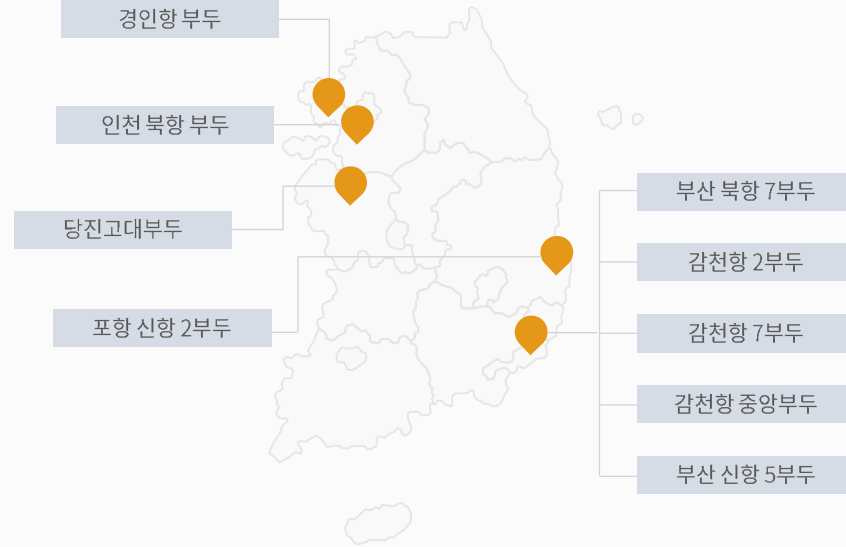 경인항 부두
인천 북항 부두
당진고대부두
포항 신항 2부두
부산 북항 7부두
감천항 2부두
감천항 7부두
감천항 중앙부두
부산 신항 5부두